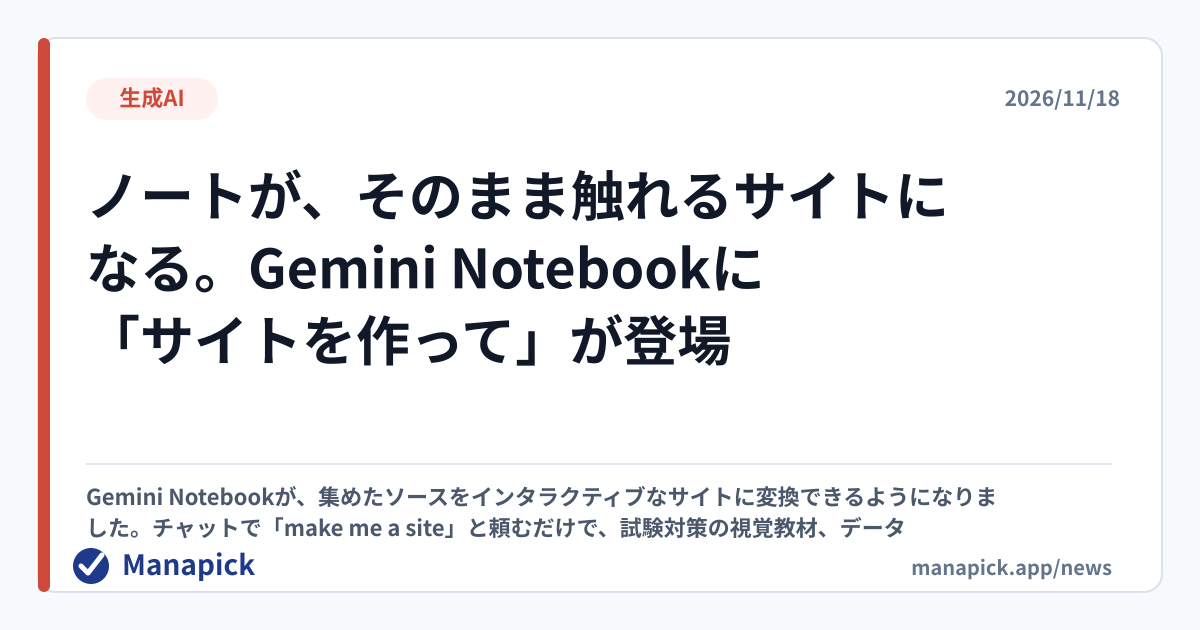 生成AI
2026/11/18
ノートが、そのまま触れるサイトに
なる。Gemini Notebookに
「サイトを作って」が登場
Gemini Notebookが、集めたソースをインタラクティブなサイトに変換できるようになりま
した。チャットで「make me a site」と頼むだけで、試験対策の視覚教材、データ
Manapick
manapick.app/news